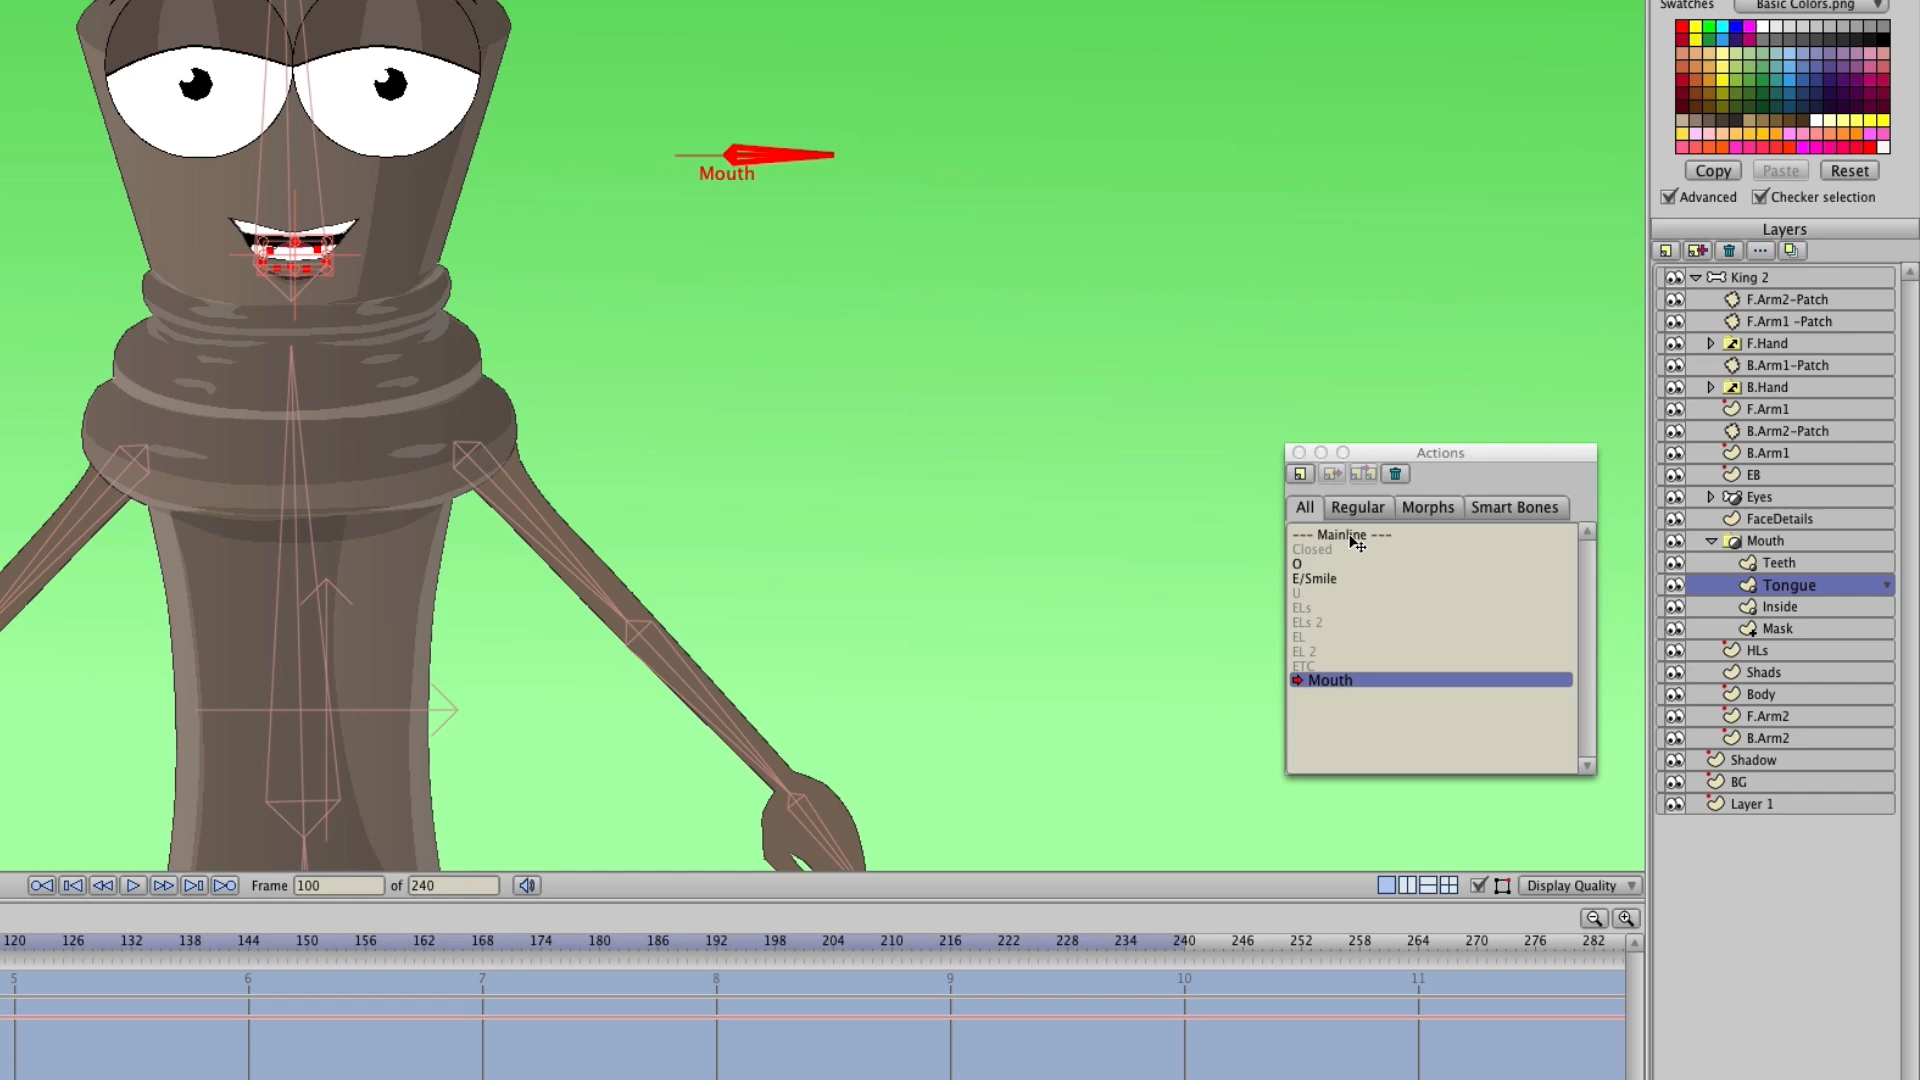 Swatches Basic Colors.png
Copy Paste Reset
Advanced Checker selection
Layers
King 2
F.Arm2-Patch
F.Arm1 -Patch
F.Hand
B.Arm1-Patch
B.Hand
F.Arm1
B.Arm2-Patch
B.Arm1
EB
Eyes
FaceDetails
Mouth
Teeth
Tongue
Inside
Mask
HLs
Shads
Body
F.Arm2
B.Arm2
Shadow
BG
Layer 1
Mouth
Actions
All Regular Morphs Smart Bones
--- Mainline ---
Closed
O
E/Smile
U
ELs
ELs 2
EL
EL 2
ETC
Mouth
Frame 100 of 240 Display Quality
120 126 132 138 144 150 156 162 168 174 180 186 192 198 204 210 216 222 228 234 240 246 252 258 264 270 276 282
5 6 7 8 9 10 11